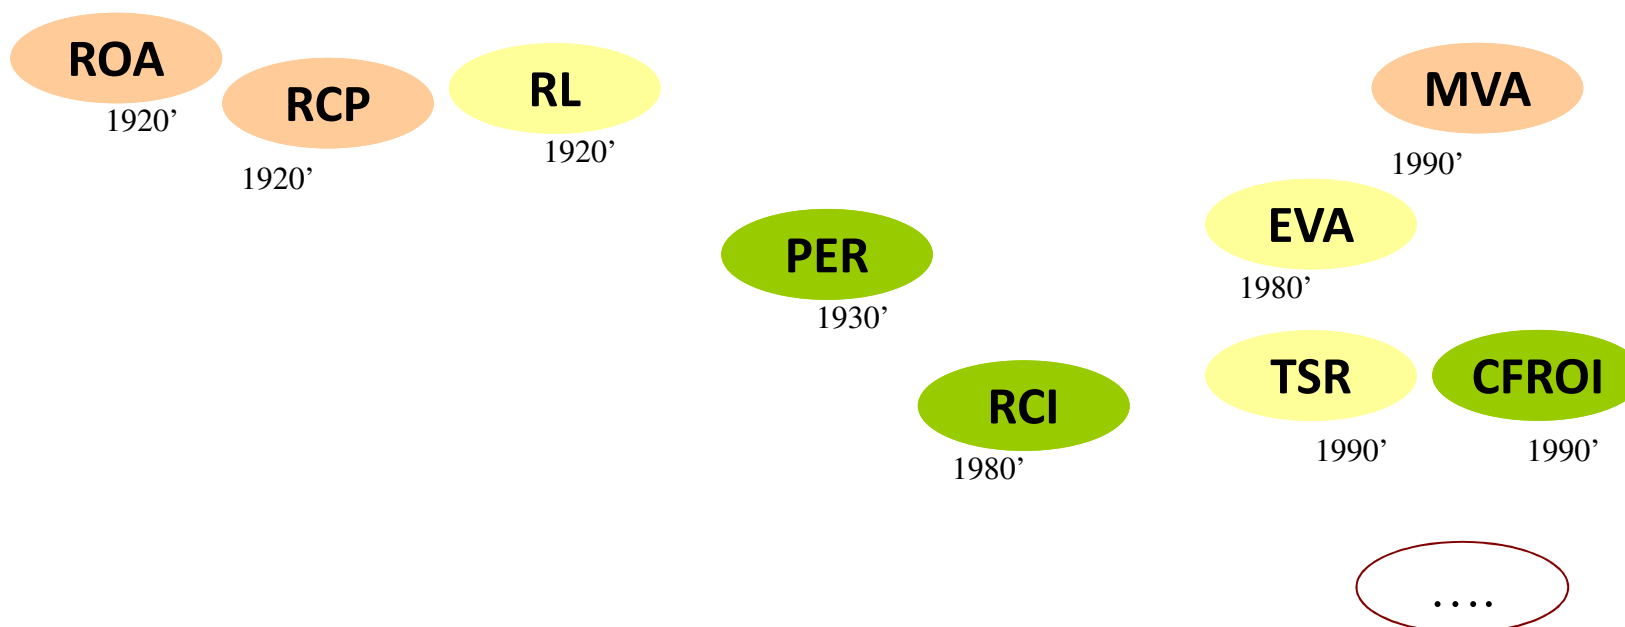 ROA
1920’
RCP
1920’
RL
1920’
PER
1930’
RCI
1980’
MVA
1990’
EVA
1980’
TSR
1990’
CFROI
1990’
....